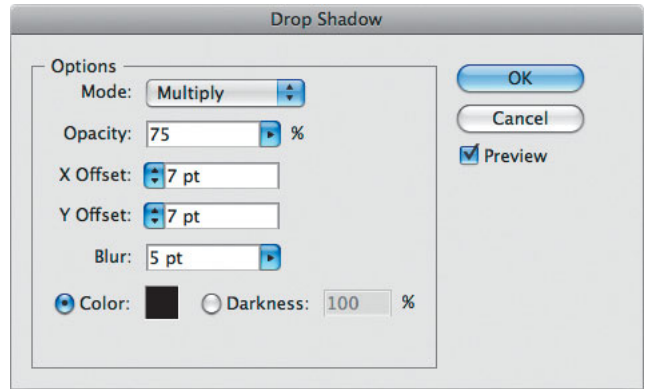 Drop Shadow
Options
Mode: Multiply
Opacity: 75 %
X Offset: 7 pt
Y Offset: 7 pt
Blur: 5 pt
Color: Darkness: 100 %
OK
Cancel
Preview